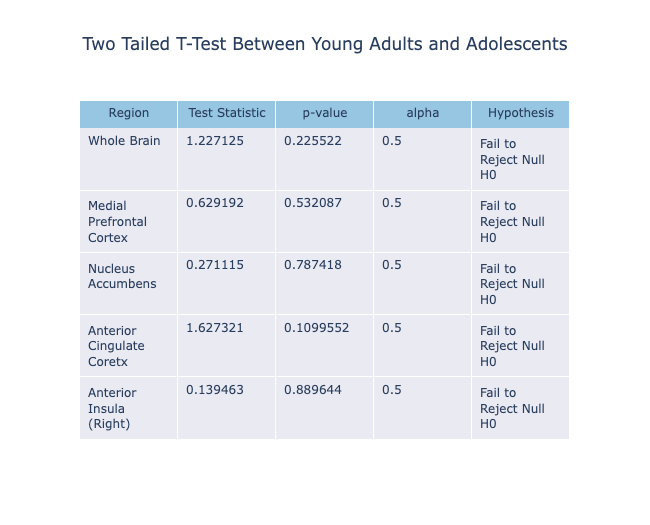 Two Tailed T-Test Between Young Adults and Adolescents
Region Test Statistic p-value alpha Hypothesis
Whole Brain 1.227125 0.225522 0.5 Fail to
Reject Null
H0
Medial 0.629192 0.532087 0.5 Fail to
Prefrontal Reject Null
Cortex H0
Nucleus 0.271115 0.787418 0.5 Fail to
Accumbens Reject Null
H0
Anterior 1.627321 0.1099552 0.5 Fail to
Cingulate Reject Null
Coretx H0
Anterior 0.139463 0.889644 0.5 Fail to
Insula Reject Null
(Right) H0